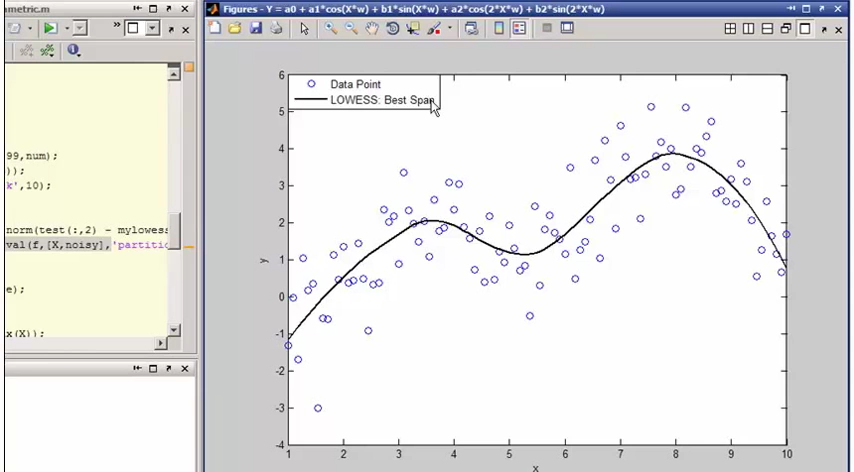 ametric.m
99,num);
));
k',10);
norm(test(:,2) - mylowess
val(f,[X,noisy],'partitio
e);
x(X));
Figures - Y = a0 + a1*cos(X*w) + b1*sin(X*w) + a2*cos(2*X*w) + b2*sin(2*X*w)
Data Point
LOWESS: Best Span
6
5
4
3
2
1
0
-1
-2
-3
-4
y
1 2 3 4 5 6 7 8 9 10
x